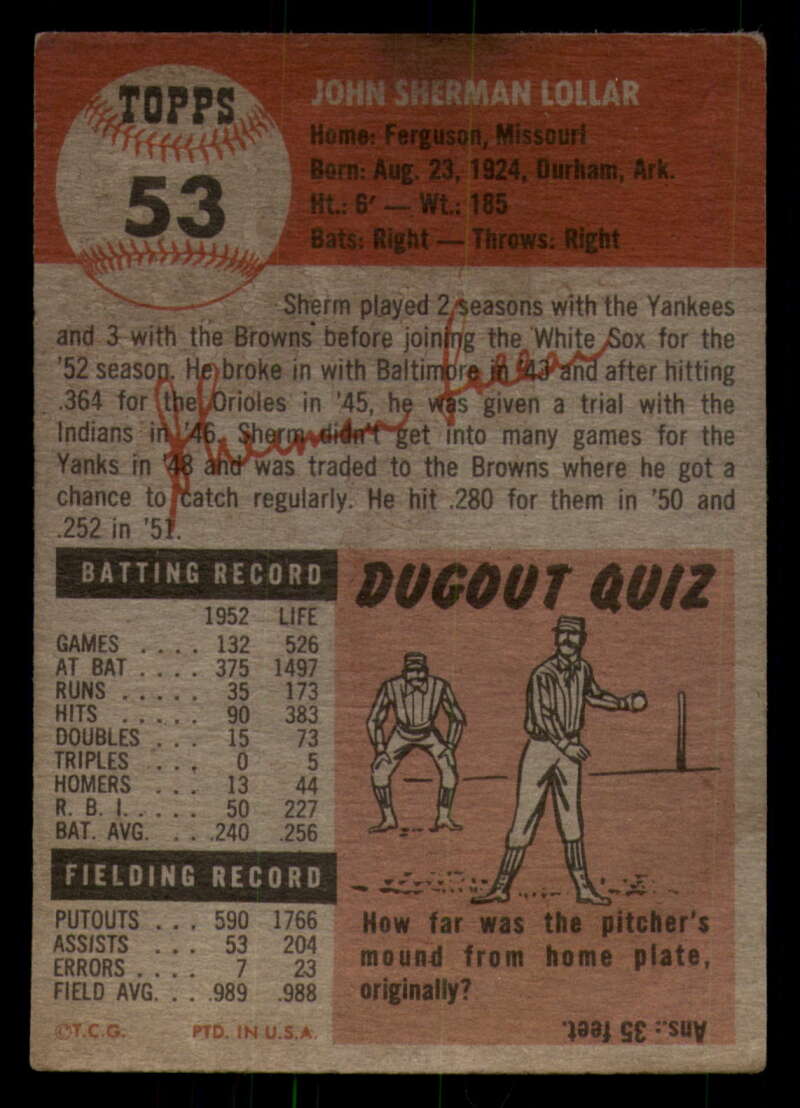 TOPPS
53
JOHN SHERMAN LOLLAR
Home: Ferguson, Missouri
Born: Aug. 23, 1924, Durham, Ark.
Ht.: 6' — Wt.: 185
Bats: Right — Throws: Right
Sherm played 2 seasons with the Yankees
and 3 with the Browns before joining the White Sox for the
'52 season. He broke in with Baltimore in '43 and after hitting
.364 for the Orioles in '45, he was given a trial with the
Indians in '46. Sherm didn't get into many games for the
Yanks in '48 and was traded to the Browns where he got a
chance to catch regularly. He hit .280 for them in '50 and
.252 in '51.
Sherman Lollar
BATTING RECORD
1952 LIFE
GAMES .... 132 526
AT BAT .... 375 1497
RUNS ..... 35 173
HITS ..... 90 383
DOUBLES ... 15 73
TRIPLES ... 0 5
HOMERS ... 13 44
R. B. I. .... 50 227
BAT. AVG. ... .240 .256
FIELDING RECORD
PUTOUTS ... 590 1766
ASSISTS ... 53 204
ERRORS .... 7 23
FIELD AVG. ... .989 .988
©T.C.G. PTD. IN U.S.A.
DUGOUT QUIZ
How far was the pitcher's
mound from home plate,
originally?
Ans.: 35 feet.